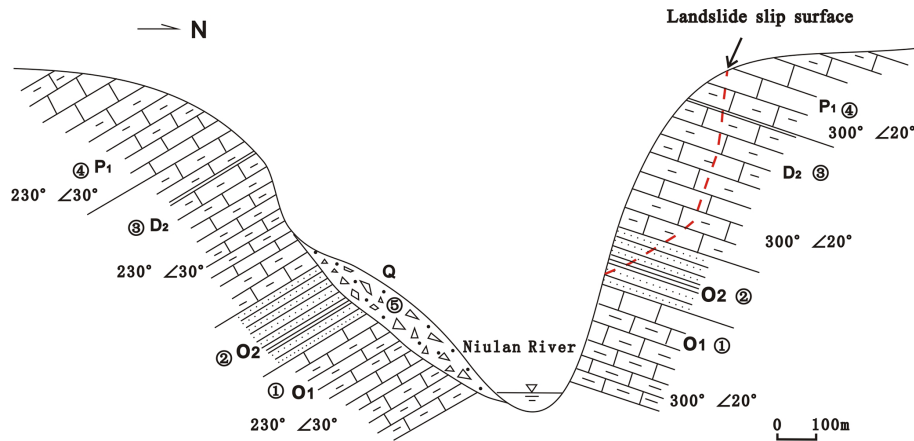 Landslide slip surface
N
P₁ ④
300° ∠20°
④ P₁
230° ∠30°
D₂ ③
③ D₂
300° ∠20°
230° ∠30°
Q
⑤
O2 ②
Niulan River
② O2
O1 ①
① O1
300° ∠20°
230° ∠30°
0 100m